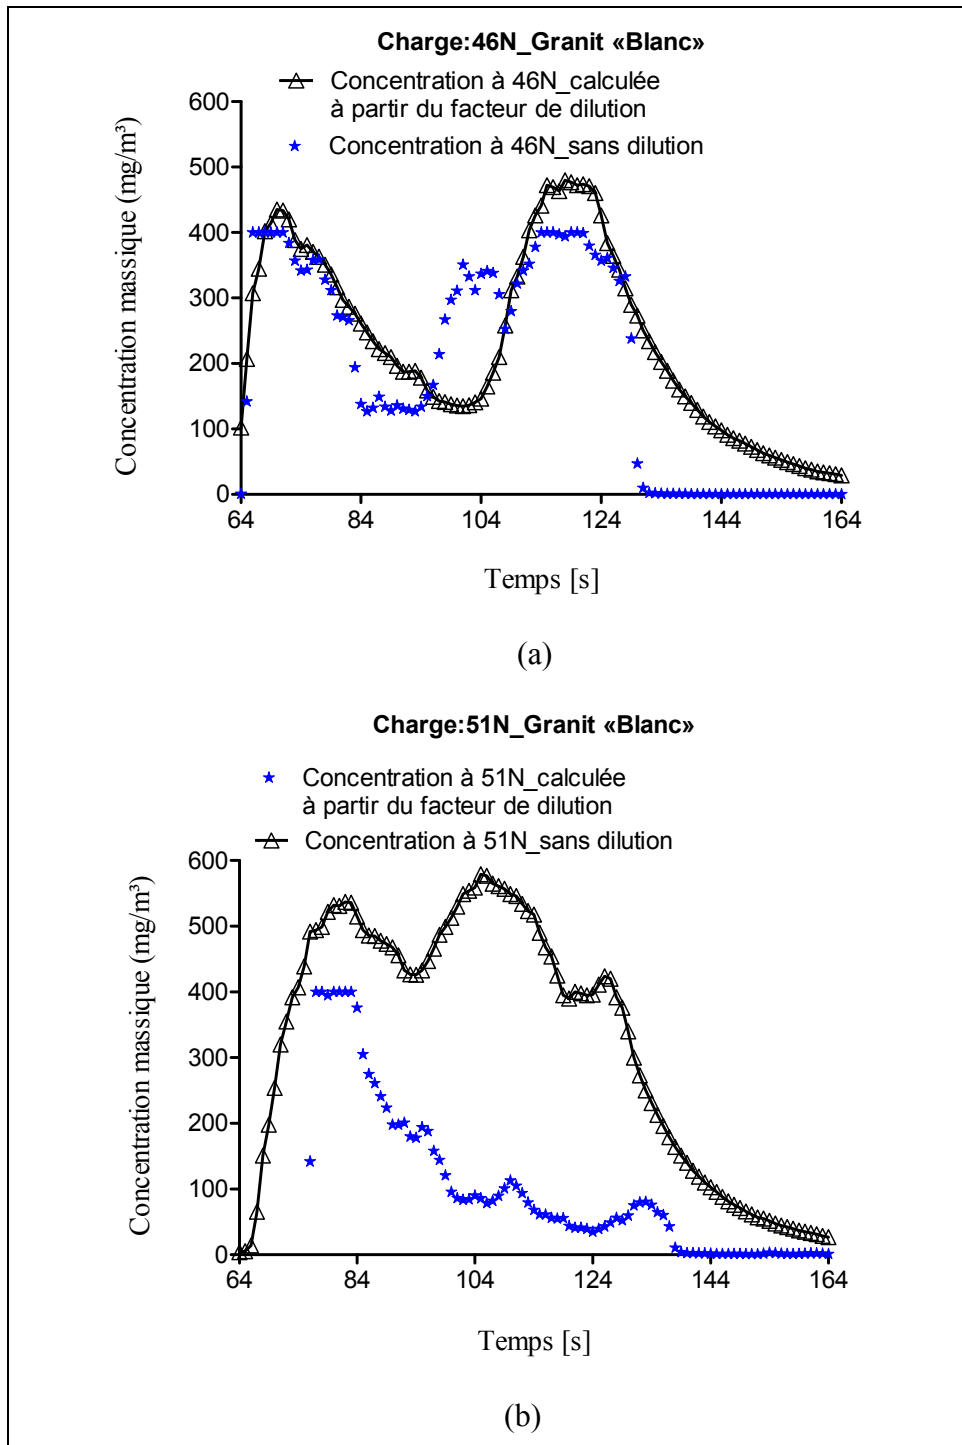 Charge:46N_Granit «Blanc»
Concentration à 46N_calculée
à partir du facteur de dilution
Concentration à 46N_sans dilution
Concentration massique (mg/m³)
600
500
400
300
200
100
0
64 84 104 124 144 164
Temps [s]
(a)
Charge:51N_Granit «Blanc»
Concentration à 51N_calculée
à partir du facteur de dilution
Concentration à 51N_sans dilution
Concentration massique (mg/m³)
600
500
400
300
200
100
0
64 84 104 124 144 164
Temps [s]
(b)